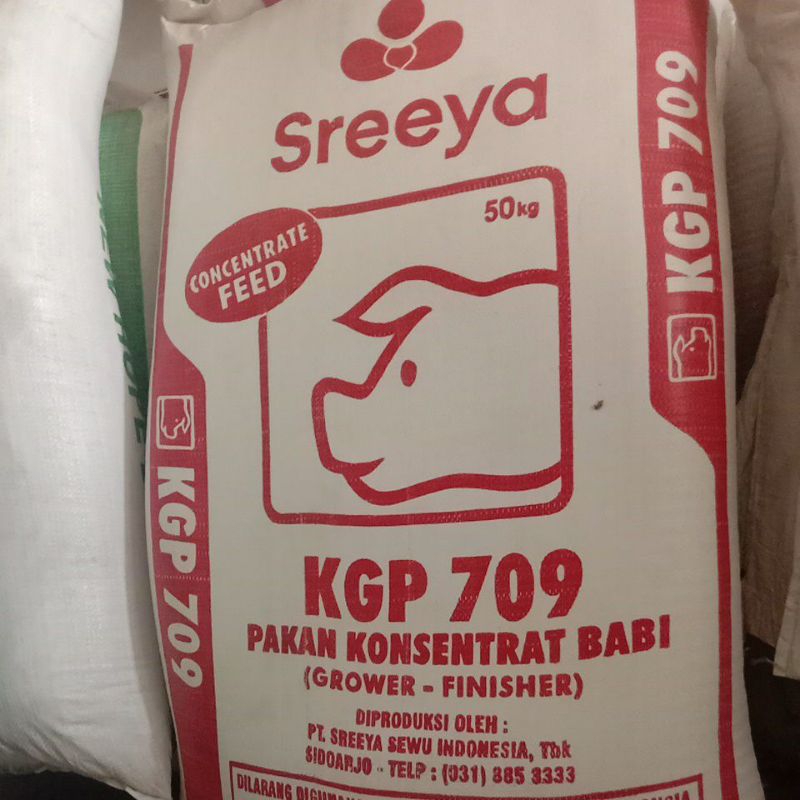 Sreeya
50kg
CONCENTRATE
FEED
KGP 709
KGP 709
KGP 709
PAKAN KONSENTRAT BABI
(GROWER - FINISHER)
DIPRODUKSI OLEH :
PT. SREEYA SEWU INDONESIA, Tbk
SIDOARJO - TELP : (031) 885 3333
DILARANG